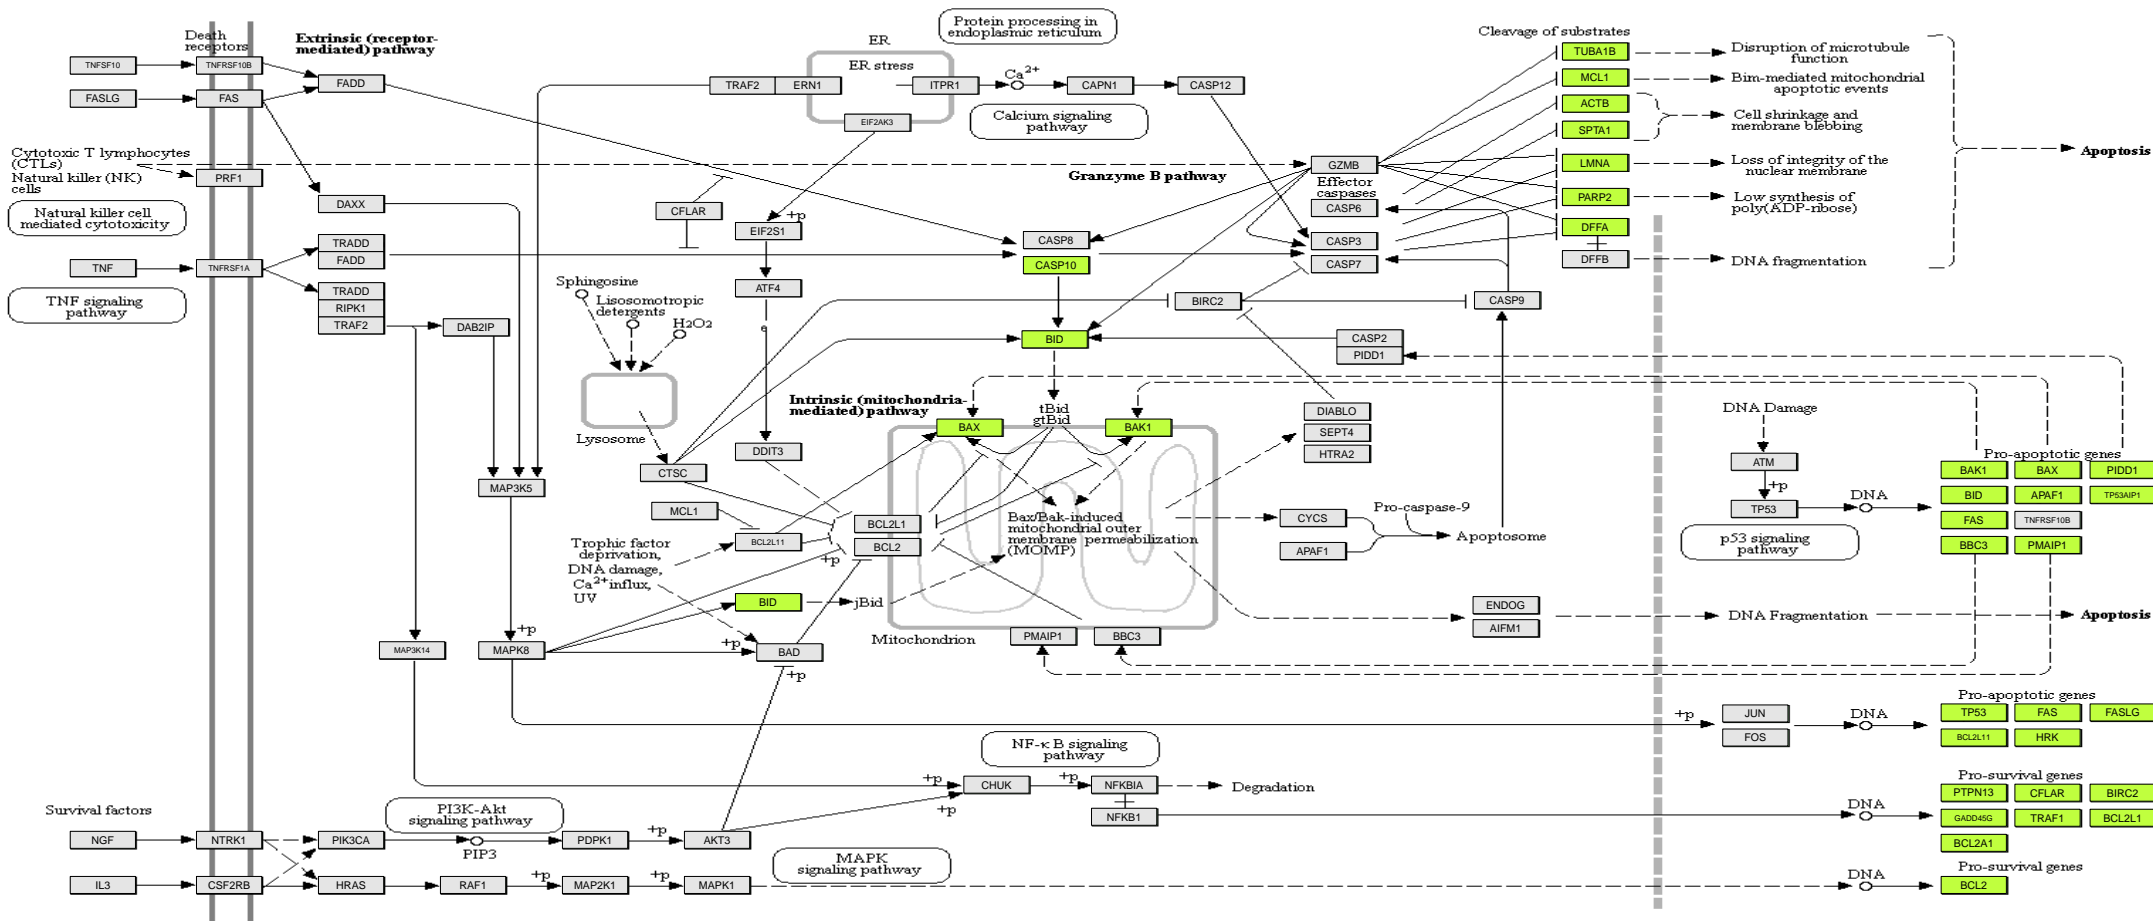 Protein processing in
endoplasmic reticulum
Death
receptors
Extrinsic (receptor-
mediated) pathway
ER
ER stress
Cleavage of substrates
TNFSF10
TNFRSF10B
FADD
FASLG
FAS
TRAF2
ERN1
ITPR1
Ca2+
CAPN1
CASP12
EIF2AK3
Calcium signaling
pathway
TUBA1B
Disruption of microtubule
function
MCL1
Bim-mediated mitochondrial
apoptotic events
ACTB
Cell shrinkage and
membrane blebbing
SPTA1
LMNA
Loss of integrity of the
nuclear membrane
PARP2
Low synthesis of
poly(ADP-ribose)
DFFA
DFFB
DNA fragmentation
Apoptosis
Cytotoxic T lymphocytes
(CTLs)
Natural killer (NK)
cells
PRF1
Natural killer cell
mediated cytotoxicity
DAXX
Granzyme B pathway
GZMB
Effector
caspases
CASP6
CASP3
CASP7
CFLAR
+p
EIF2S1
ATF4
e
CASP8
CASP10
TNF
TNFRSF1A
TRADD
FADD
TRADD
RIPK1
TRAF2
DAB2IP
TNF signaling
pathway
Sphingosine
Lisosomotropic
detergents
H2O2
Lysosome
BIRC2
CASP9
BID
CASP2
PIDD1
Intrinsic (mitochondria-
mediated) pathway
tBid
gtBid
BAX
BAK1
DIABLO
SEPT4
HTRA2
DDIT3
CTSC
MAP3K5
MCL1
BCL2L11
BCL2L1
BCL2
+p
Bax/Bak-induced
mitochondrial outer
membrane permeabilization
(MOMP)
CYCS
APAF1
Pro-caspase-9
Apoptosome
Trophic factor
deprivation,
DNA damage,
Ca2+ influx,
UV
BID
jBid
Mitochondrion
PMAIP1
BBC3
ENDOG
AIFM1
DNA Fragmentation
Apoptosis
DNA Damage
ATM
+p
TP53
DNA
p53 signaling
pathway
Pro-apoptotic genes
BAK1
BAX
PIDD1
BID
APAF1
TP53AIP1
FAS
TNFRSF10B
BBC3
PMAIP1
+p
MAP3K14
MAPK8
+p
BAD
+p
+p
JUN
FOS
DNA
Pro-apoptotic genes
TP53
FAS
FASLG
BCL2L11
HRK
NF-κ B signaling
pathway
+p
CHUK
+p
NFKBIA
NFKB1
Degradation
+p
DNA
Pro-survival genes
PTPN13
CFLAR
BIRC2
GADD45G
TRAF1
BCL2L1
BCL2A1
Survival factors
PI3K-Akt
signaling pathway
NGF
NTRK1
PIK3CA
PIP3
PDPK1
+p
AKT3
MAPK
signaling pathway
IL3
CSF2RB
HRAS
RAF1
+p
MAP2K1
+p
MAPK1
DNA
Pro-survival genes
BCL2